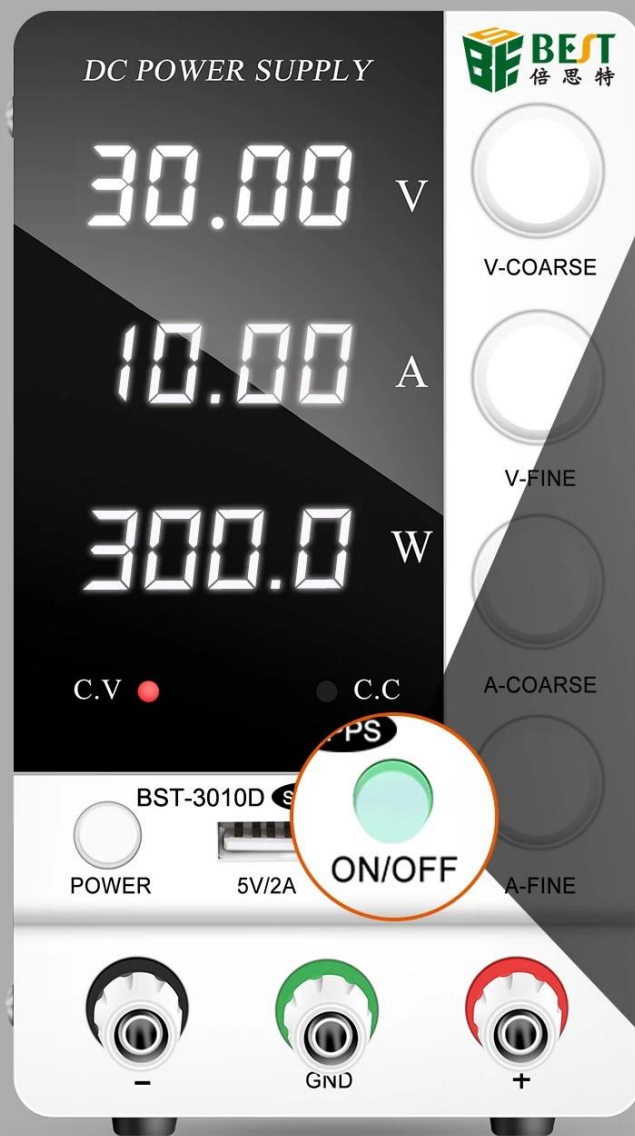 BEST
倍思特
DC POWER SUPPLY
30.00 V
V-COARSE
10.00 A
V-FINE
300.0 W
C.V
C.C
A-COARSE
BST-3010D
ON/OFF
POWER
5V/2A
A-FINE
-
GND
+